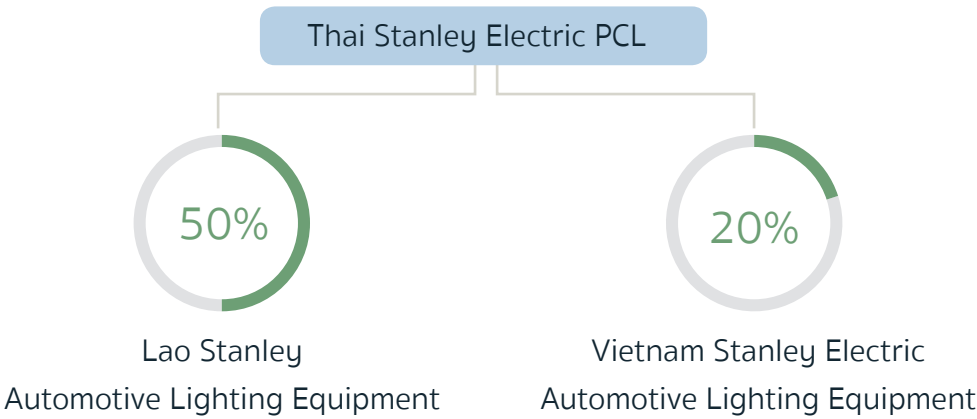 Thai Stanley Electric PCL
50%
20%
Lao Stanley
Automotive Lighting Equipment
Vietnam Stanley Electric
Automotive Lighting Equipment